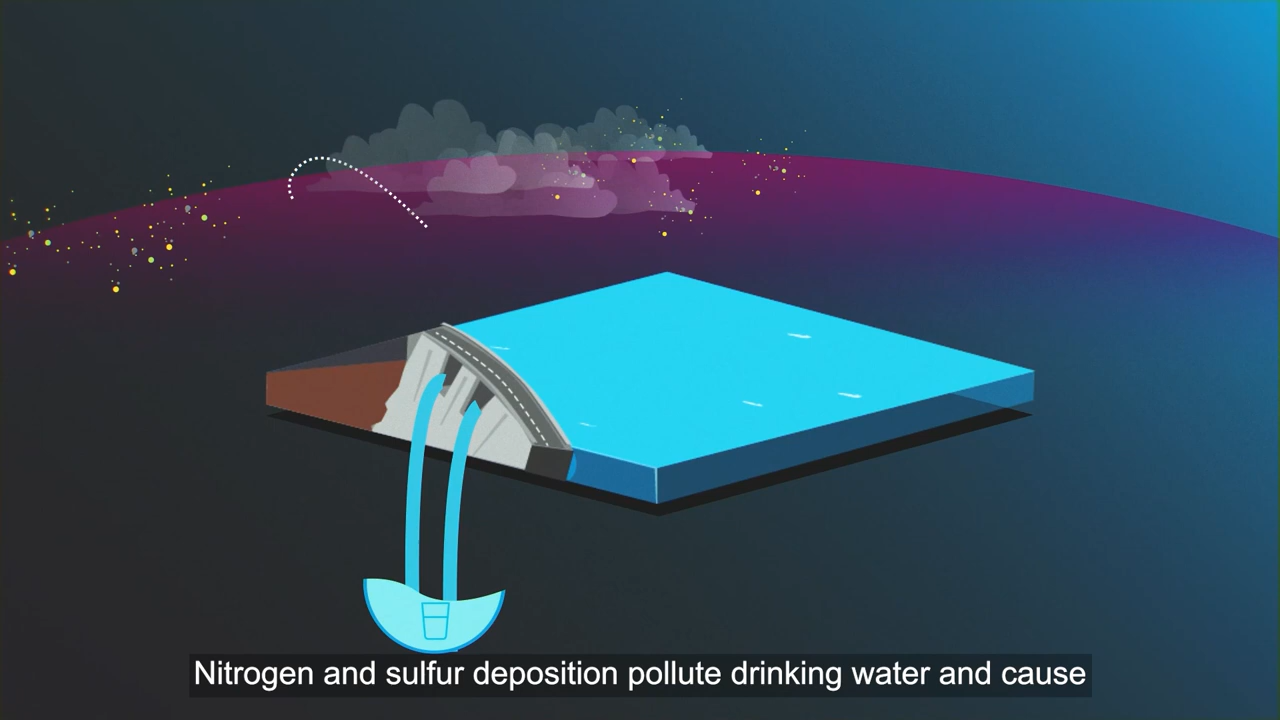 Nitrogen and sulfur deposition pollute drinking water and cause